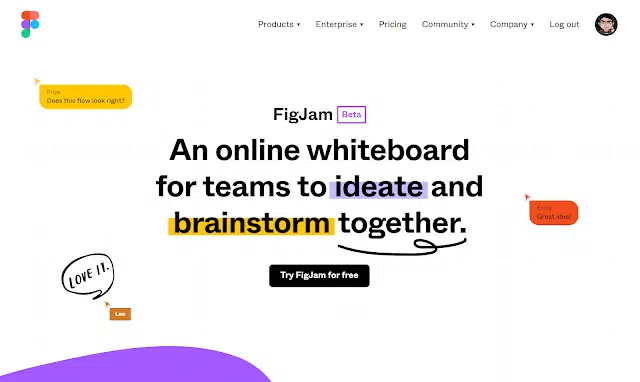 Products ▾ Enterprise ▾ Pricing Community ▾ Company ▾ Log out
Priya
Does this flow look right?
FigJam Beta
An online whiteboard
for teams to ideate and
brainstorm together.
Great idea!
Try FigJam for free
LOVE IT.
Lee